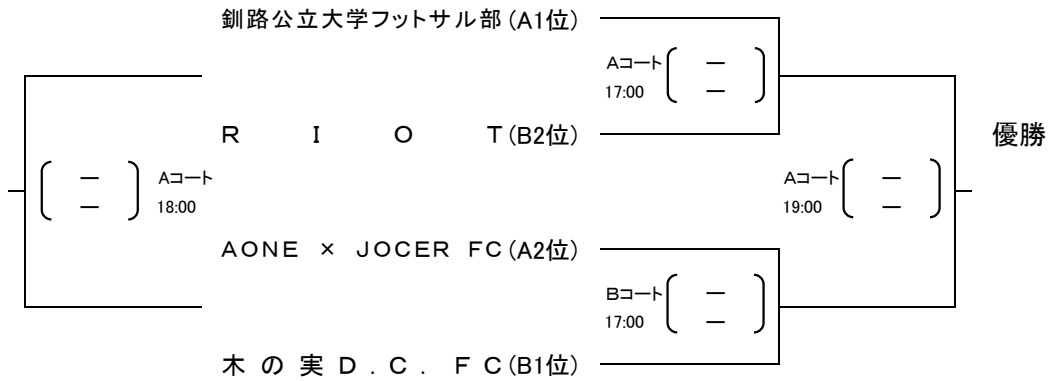 釧路公立大学フットサル部(A1位)
Aコート
17:00
―
―
R I O T(B2位)
優勝
―
―
Aコート
18:00
Aコート
19:00
―
―
AONE × JOCER FC(A2位)
Bコート
17:00
―
―
木の実D.C. FC(B1位)